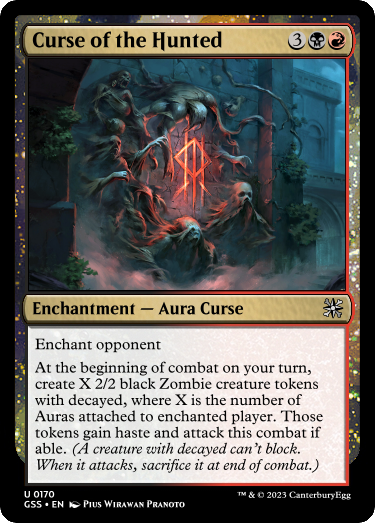 Curse of the Hunted 3
Enchantment — Aura Curse
Enchant opponent
At the beginning of combat on your turn,
create X 2/2 black Zombie creature tokens
with decayed, where X is the number of
Auras attached to enchanted player. Those
tokens gain haste and attack this combat if
able. (A creature with decayed can't block.
When it attacks, sacrifice it at end of combat.)
U 0170
GSS • EN Pius Wirawan Pranoto ™ & © 2023 CanterburyEgg